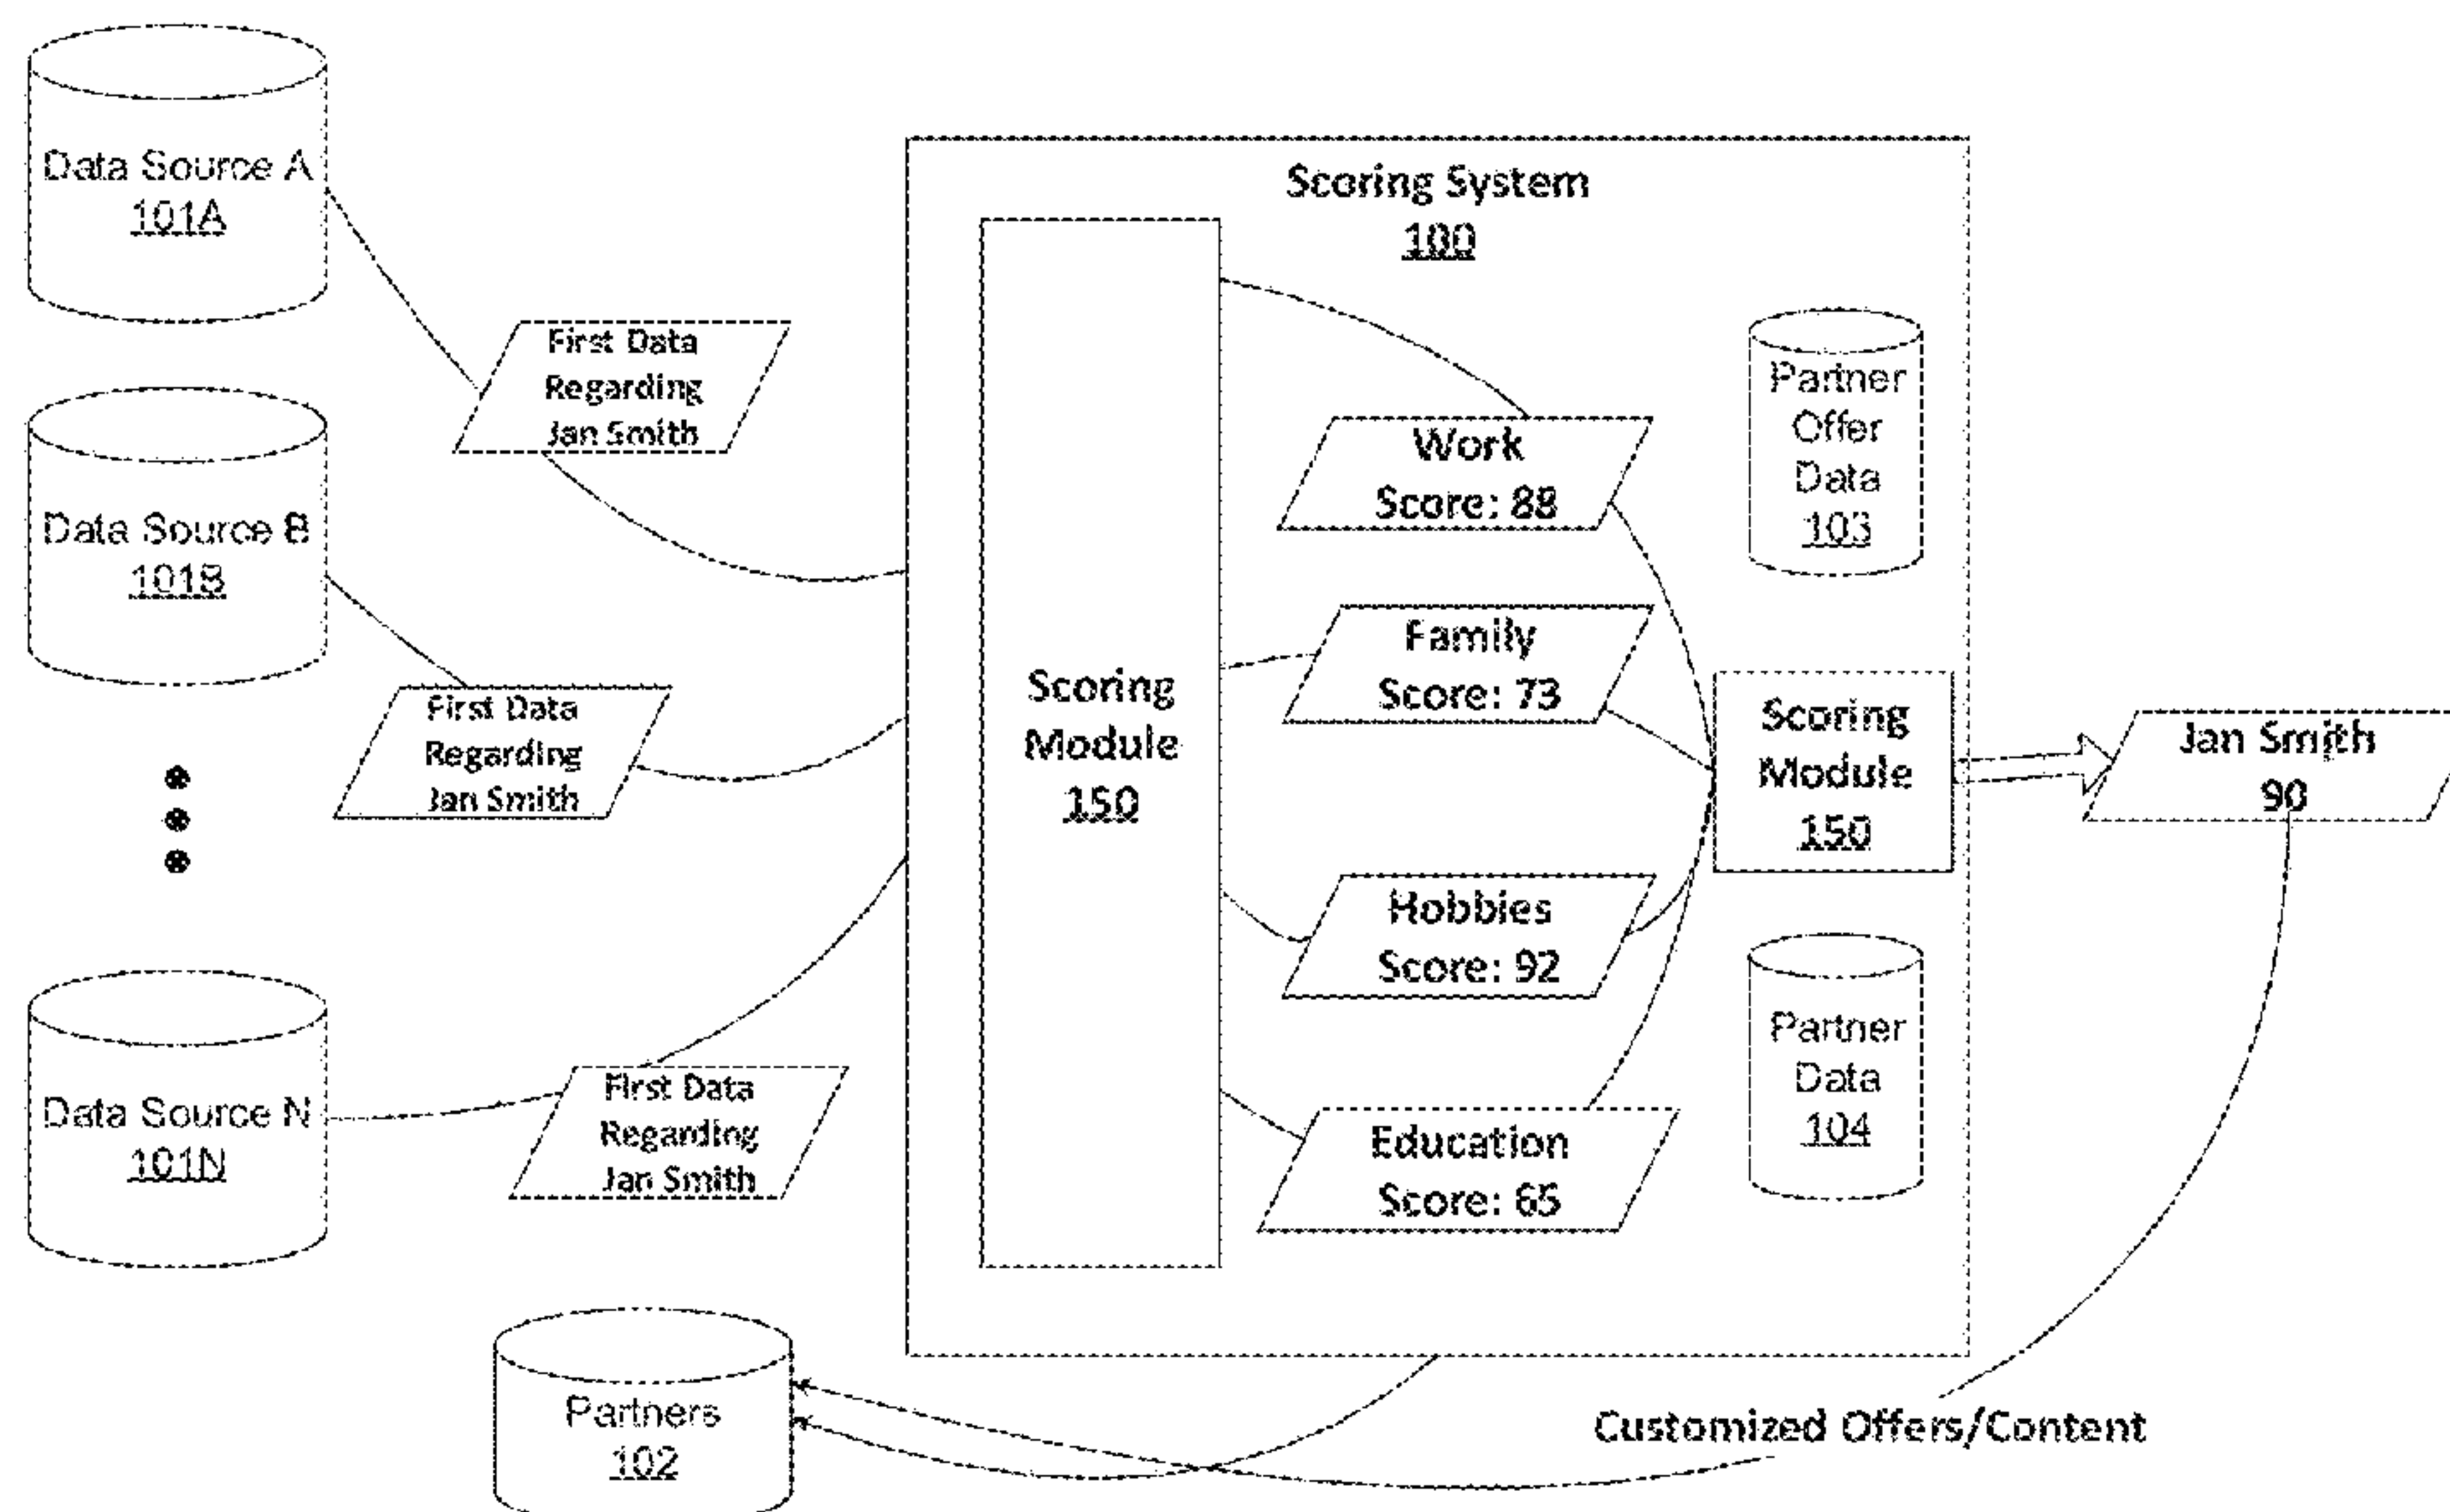 Data Source A
101A
First Data
Regarding
Jan Smith
Data Source B
101B
First Data
Regarding
Jan Smith
Data Source N
101N
First Data
Regarding
Jan Smith
Partners
102
Scoring System
100
Scoring
Module
150
Work
Score: 88
Family
Score: 73
Hobbies
Score: 92
Education
Score: 65
Partner
Offer
Data
103
Scoring
Module
150
Partner
Data
104
Jan Smith
90
Customized Offers/Content